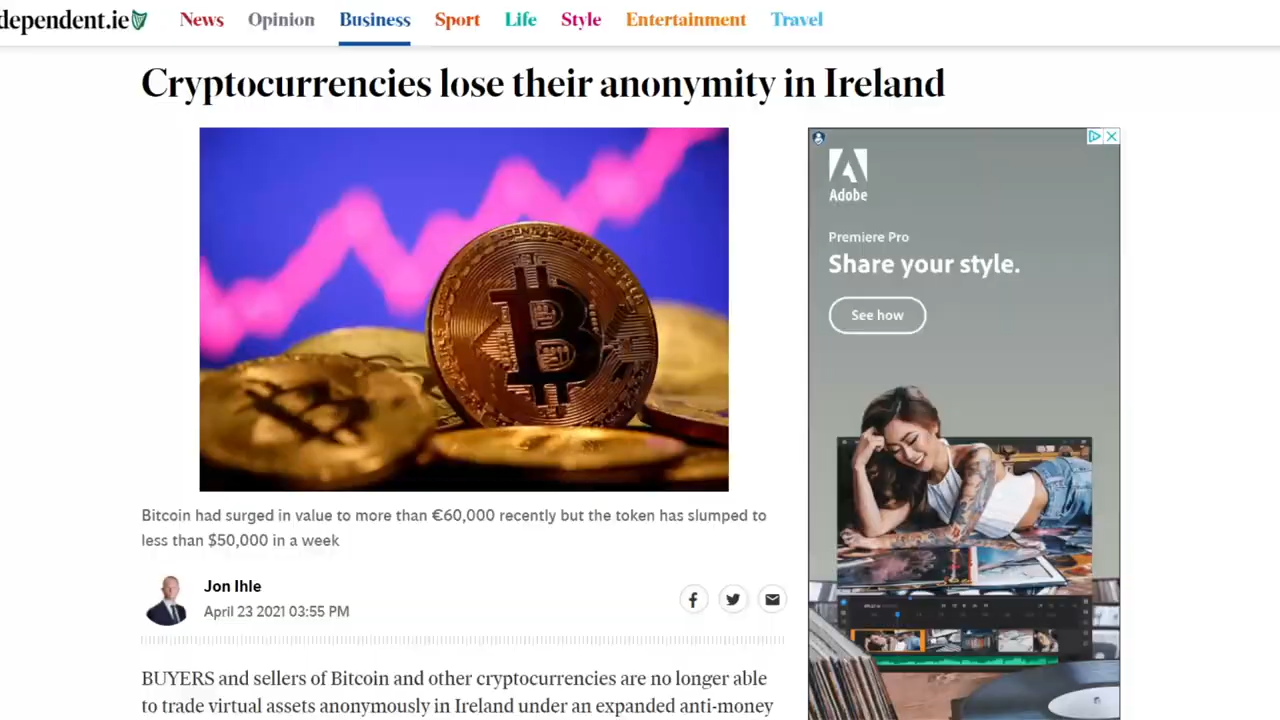 dependent.ie News Opinion Business Sport Life Style Entertainment Travel
Cryptocurrencies lose their anonymity in Ireland
Bitcoin had surged in value to more than €60,000 recently but the token has slumped to
less than $50,000 in a week
Jon Ihle
April 23 2021 03:55 PM
BUYERS and sellers of Bitcoin and other cryptocurrencies are no longer able
to trade virtual assets anonymously in Ireland under an expanded anti-money
Adobe
Premiere Pro
Share your style.
See how